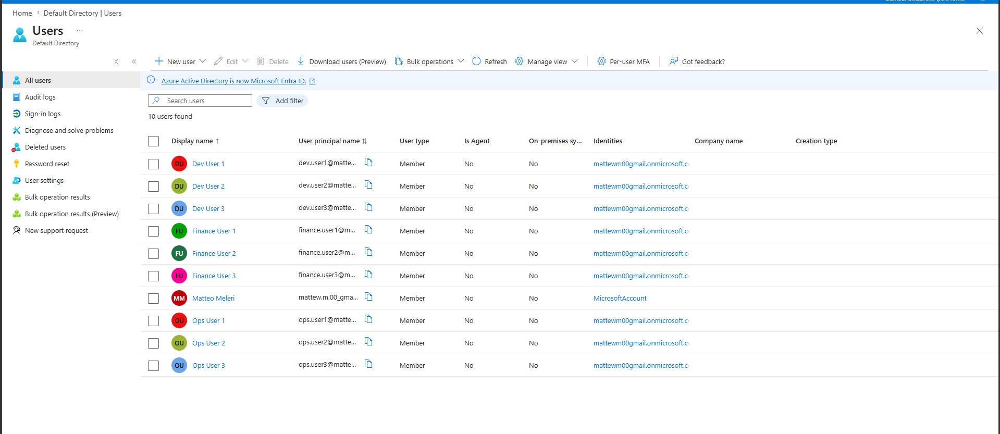 Home > Default Directory | Users
Users ...
Default Directory
New user Edit Delete Download users (Preview) Bulk operations Refresh Manage view Per-user MFA Got feedback?
All users
Audit logs
Sign-in logs
Diagnose and solve problems
Deleted users
Password reset
User settings
Bulk operation results
Bulk operation results (Preview)
New support request
Azure Active Directory is now Microsoft Entra ID.
Search users Add filter
10 users found
Display name ↑ User principal name ↑↓ User type Is Agent On-premises sy... Identities Company name Creation type
DU Dev User 1 dev.user1@matte... Member No No mattewm00gmail.onmicrosoft.c
DU Dev User 2 dev.user2@matte... Member No No mattewm00gmail.onmicrosoft.c
DU Dev User 3 dev.user3@matte... Member No No mattewm00gmail.onmicrosoft.c
FU Finance User 1 finance.user1@m... Member No No mattewm00gmail.onmicrosoft.c
FU Finance User 2 finance.user2@m... Member No No mattewm00gmail.onmicrosoft.c
FU Finance User 3 finance.user3@m... Member No No mattewm00gmail.onmicrosoft.c
MM Matteo Meleri mattew.m.00_gma... Member No No MicrosoftAccount
OU Ops User 1 ops.user1@matte... Member No No mattewm00gmail.onmicrosoft.c
OU Ops User 2 ops.user2@matte... Member No No mattewm00gmail.onmicrosoft.c
OU Ops User 3 ops.user3@matte... Member No No mattewm00gmail.onmicrosoft.c